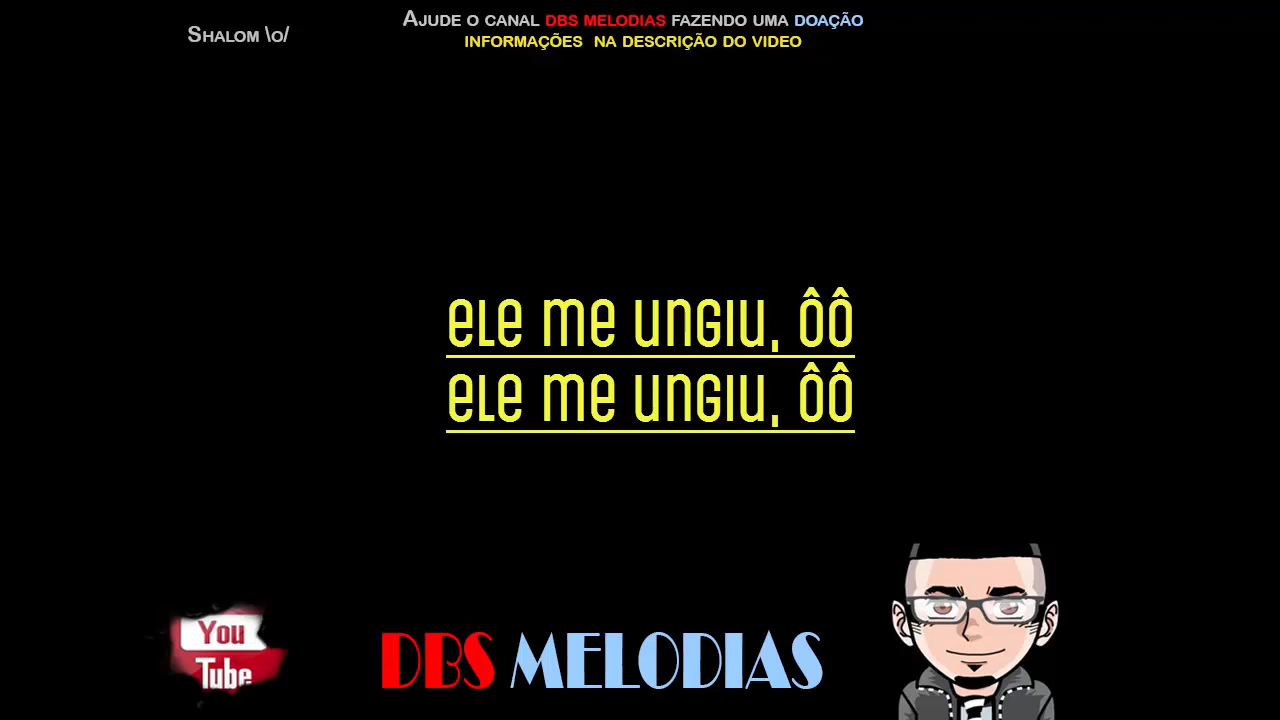 Shalom \o/
Ajude o canal DBS MELODIAS fazendo uma doação
informações na descrição do video
ele me ungiu, ôô
ele me ungiu, ôô
You
Tube
DBS MELODIAS